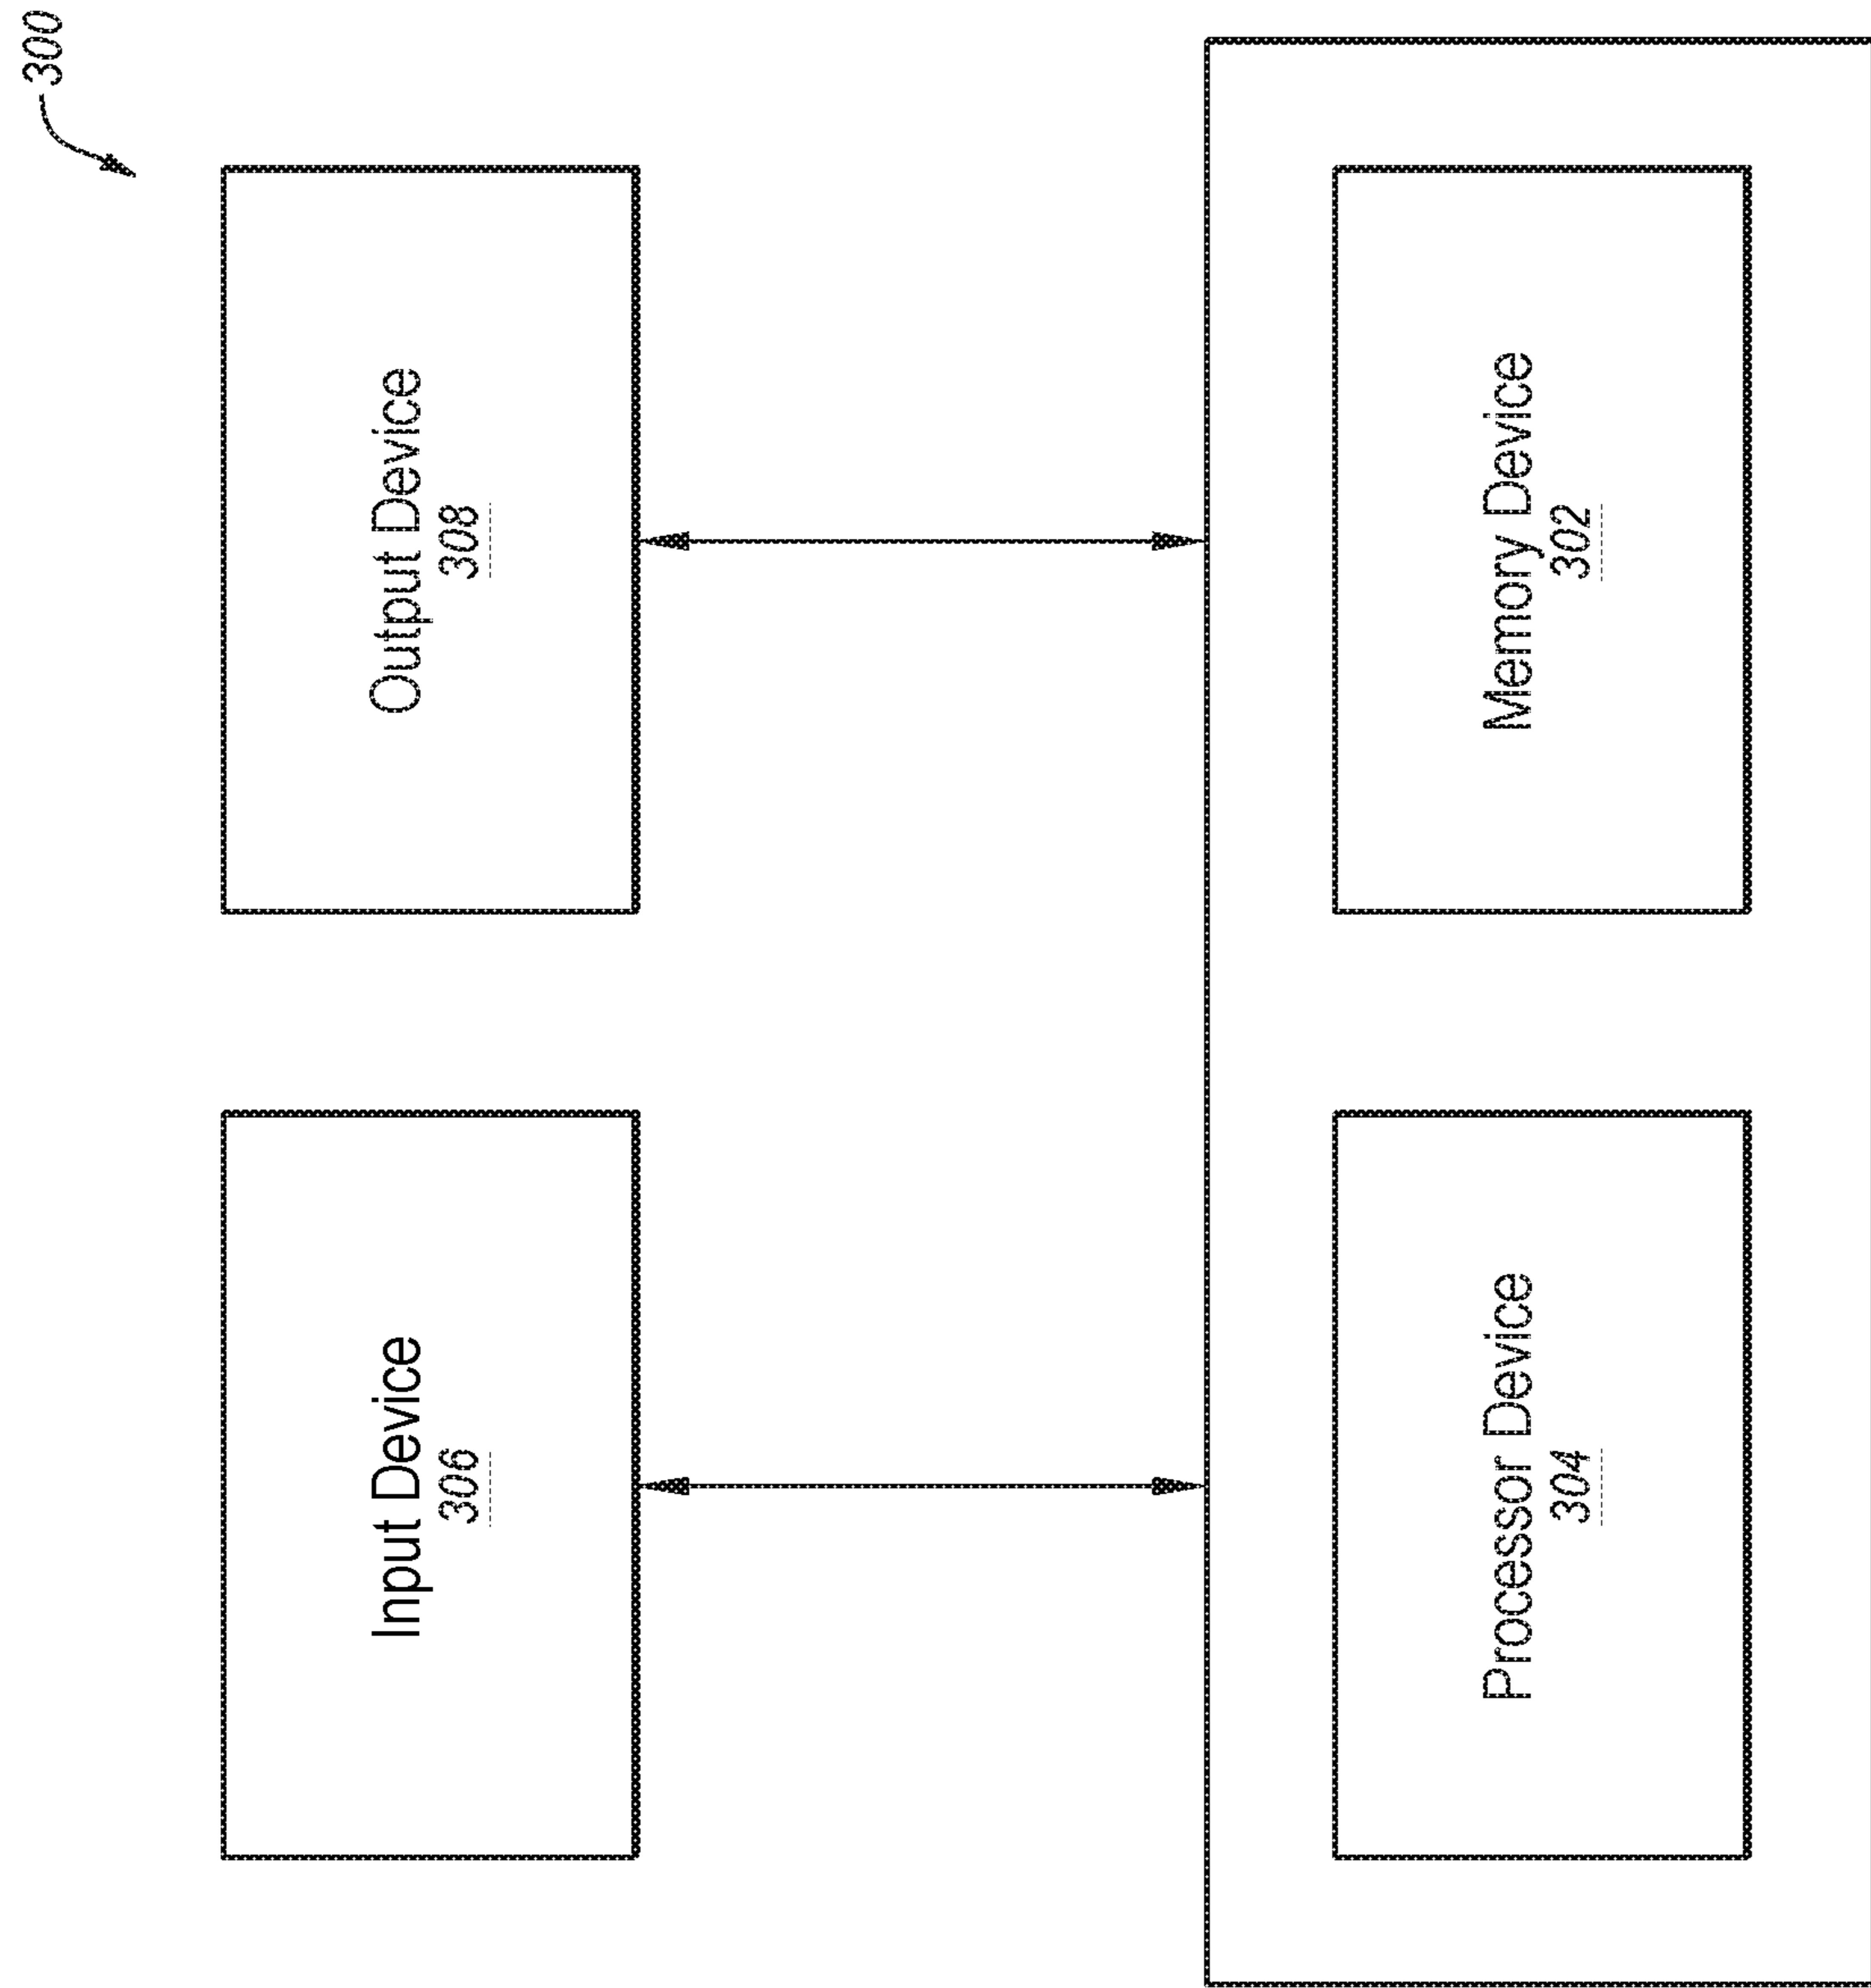 300
Input Device
306
Output Device
308
Processor Device
304
Memory Device
302